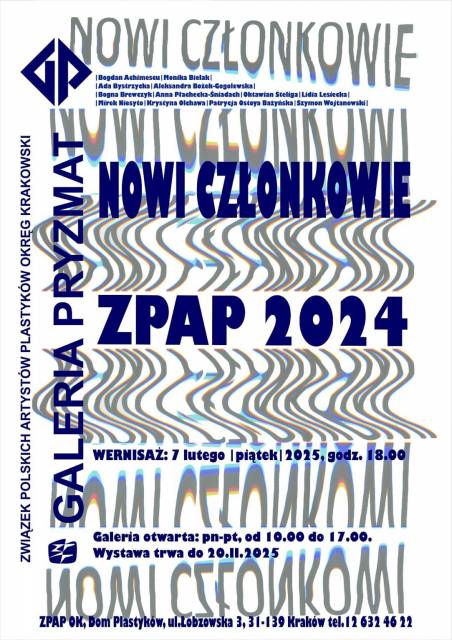 NOWI CZŁONKOWIE
GP
|Bogdan Achimescu|Monika Bielak|
|Ada Bystrzycka|Aleksandra Bożek-Gogolewska|
|Bogna Brewczyk|Anna Płachecka-Śniadach|Oktawian Steliga|Lidia Lesiecka|
|Mirek Niesyto|Krystyna Olchawa|Patrycja Ostoya Bażyńska|Szymon Wojtanowski|
NOWI CZŁONKOWIE
NOWI CZŁONKOWIE
ZPAP 2024
ZWIĄZEK POLSKICH ARTYSTÓW PLASTYKÓW OKRĘG KRAKOWSKI
GALERIA PRYZMAT
WERNISAŻ: 7 lutego |piątek|2025, godz. 18.00
Galeria otwarta: pn-pt, od 10.00 do 17.00.
Wystawa trwa do 20.II.2025
ZPAP OK, Dom Plastyków, ul.Łobzowska 3, 31-139 Kraków tel.12 632 46 22